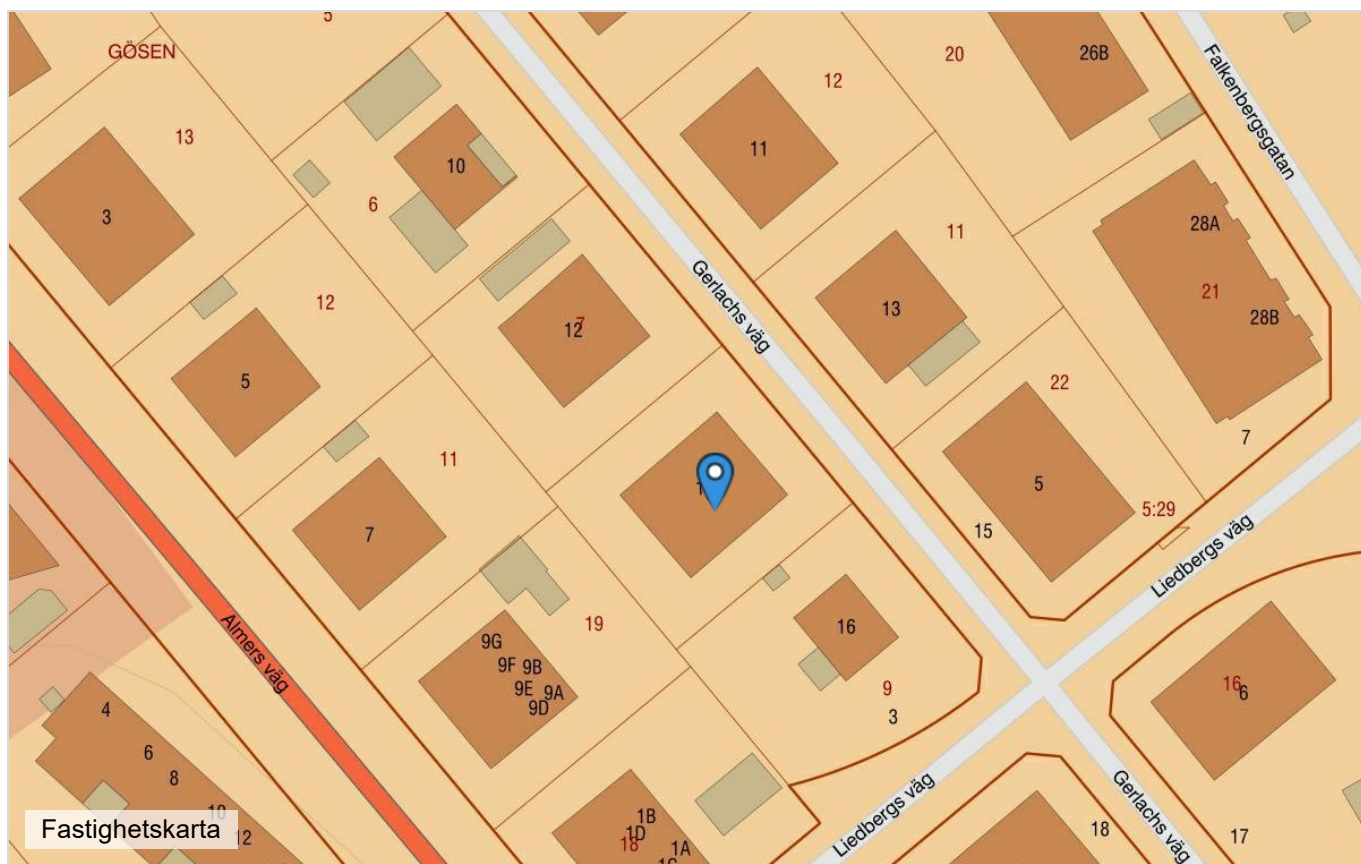 5
GÖSEN
20
26B
Falkenbergsgatan
12
13
11
10
3
6
28A
11
21
28B
Gerlachs väg
12
13
12
7
5
22
11
7
5
5:29
7
15
Liedbergs väg
19
16
9G
9F
9B
9E
9A
9D
Almers väg
9
3
16
6
4
6
8
10
12
1B
1D
18
1A
Liedbergs väg
Gerlachs väg
18
17
Fastighetskarta